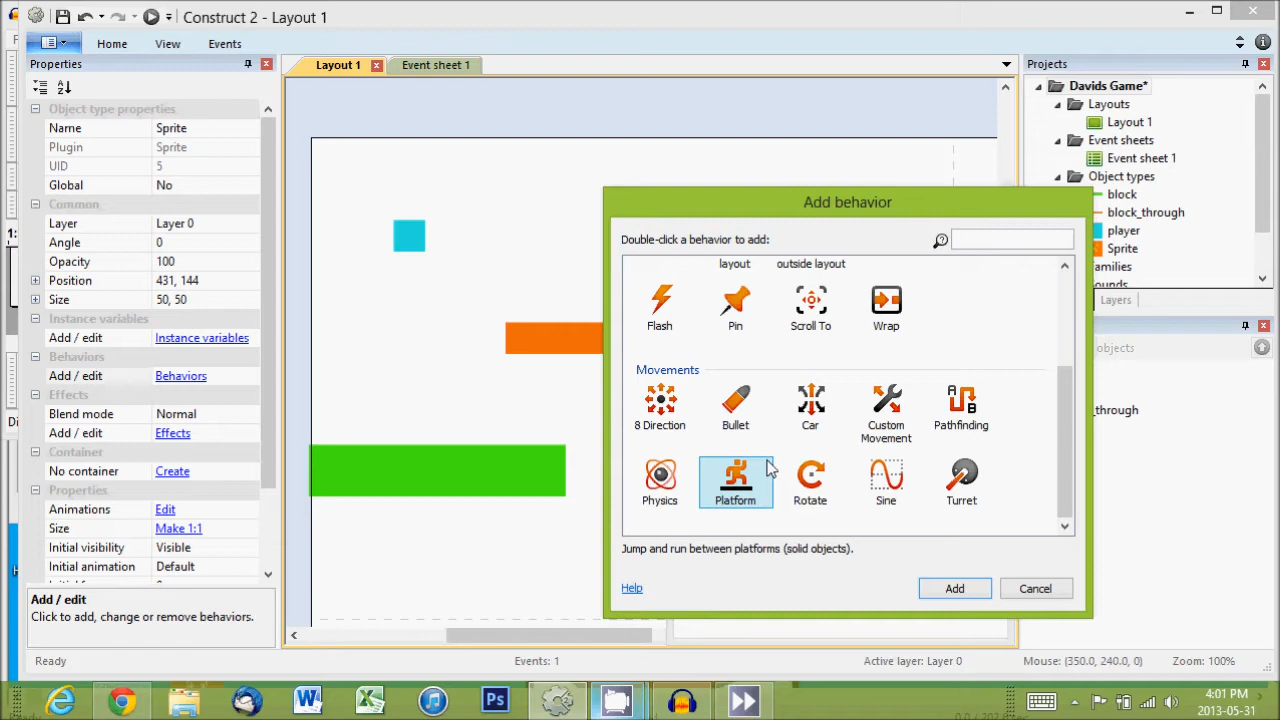 Construct 2 - Layout 1
Home View Events
Properties
Layout 1 Event sheet 1
Projects
Object type properties
Name Sprite
Plugin Sprite
UID 5
Global No
Common
Layer Layer 0
Angle 0
Opacity 100
Position 431, 144
Size 50, 50
Instance variables
Add / edit Instance variables
Behaviors
Add / edit Behaviors
Effects
Blend mode Normal
Add / edit Effects
Container
No container Create
Properties
Animations Edit
Size Make 1:1
Initial visibility Visible
Initial animation Default
Add / edit
Click to add, change or remove behaviors.
Add behavior
Double-click a behavior to add:
layout outside layout
Flash Pin Scroll To Wrap
Movements
8 Direction Bullet Car Custom Movement Pathfinding
Physics Platform Rotate Sine Turret
Jump and run between platforms (solid objects).
Help Add Cancel
Davids Game*
Layouts
Layout 1
Event sheets
Event sheet 1
Object types
block
block_through
player
Sprite
Layers
objects
Ready Events: 1 Active layer: Layer 0 Mouse: (350.0, 240.0, 0) Zoom: 100%
4:01 PM
2013-05-31